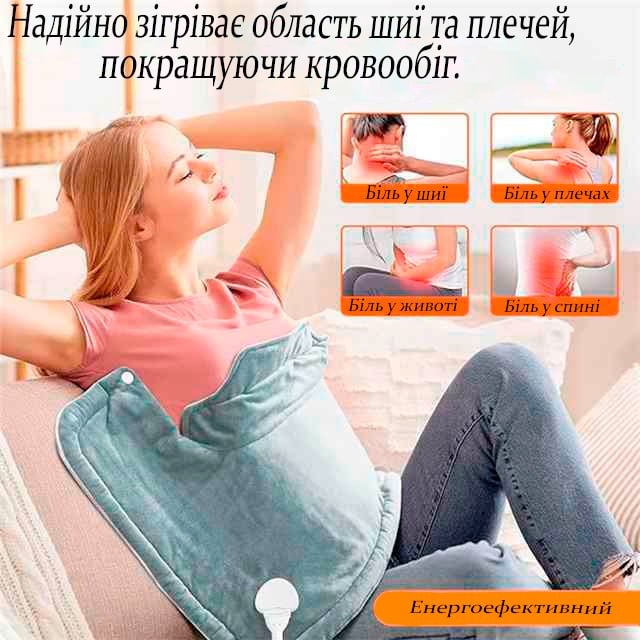 Надійно зігріває область шиї та плечей,
покращуючи кровообіг.
Біль у шиї
Біль у плечах
Біль у животі
Біль у спині
Енергоефективний